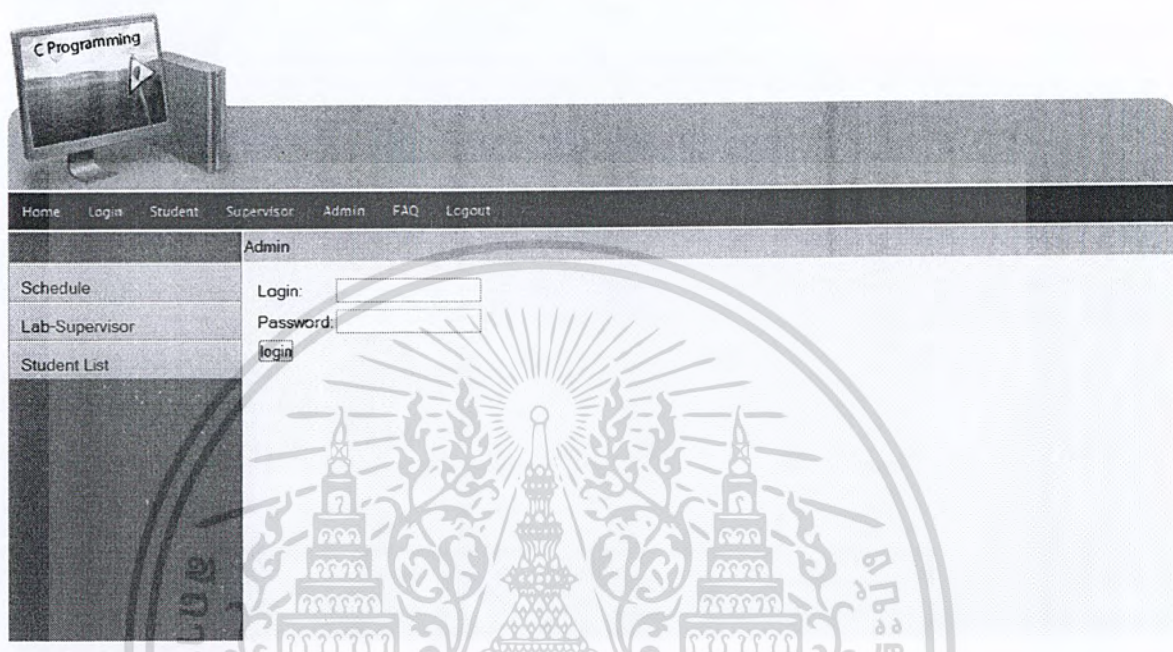 C Programming
Home Login Student Supervisor Admin FAQ Logout
Admin
Schedule
Lab-Supervisor
Student List
Login:
Password:
login